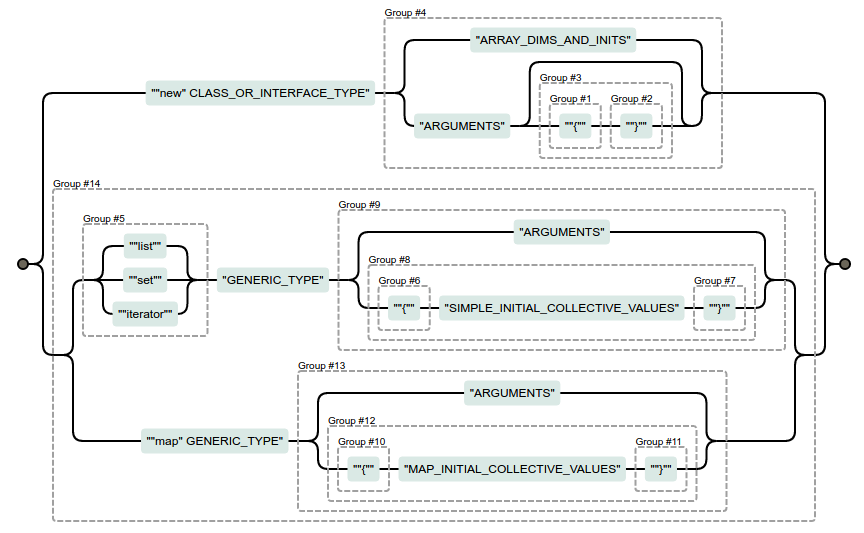 Group #4
"ARRAY_DIMS_AND_INITS"
Group #3
""new" CLASS_OR_INTERFACE_TYPE"
Group #1
Group #2
"ARGUMENTS"
""{""
""}""
Group #14
Group #9
Group #5
"ARGUMENTS"
""list""
Group #8
""set""
"GENERIC_TYPE"
Group #6
Group #7
""iterator""
""{""
"SIMPLE_INITIAL_COLLECTIVE_VALUES"
""}""
Group #13
"ARGUMENTS"
Group #12
""map" GENERIC_TYPE"
Group #10
Group #11
""{""
"MAP_INITIAL_COLLECTIVE_VALUES"
""}""